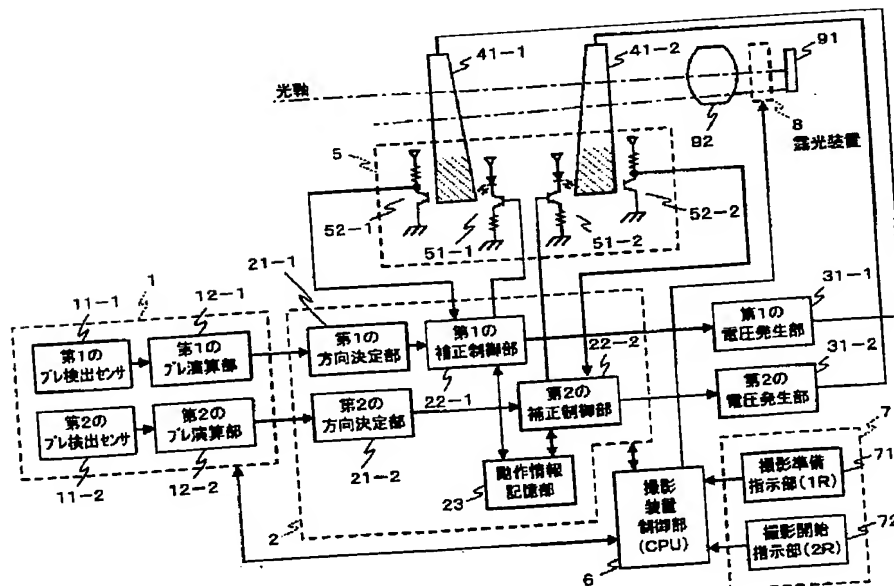 41-1
41-2
91
光軸
92
8
露光装置
5
52-1
51-1
51-2
52-2
21-1
1
11-1
12-1
31-1
第1の
ブレ検出センサ
第1の
ブレ演算部
第1の
方向決定部
第1の
補正制御部
22-2
第1の
電圧発生部
31-2
第2の
ブレ検出センサ
第2の
ブレ演算部
第2の
方向決定部
22-1
第2の
補正制御部
第2の
電圧発生部
11-2
12-2
21-2
7
2
23
動作情報
記憶部
撮影
装置
制御部
(CPU)
6
撮影準備
指示部(1R)
71
撮影開始
指示部(2R)
72